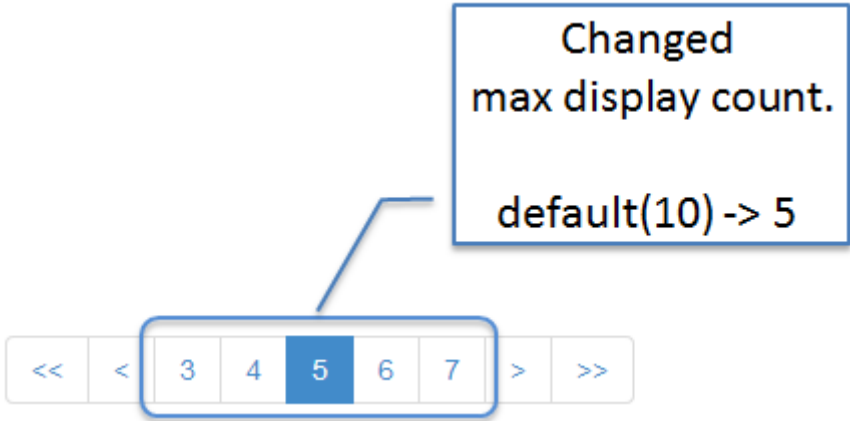 Changed
max display count.
default(10) -> 5
<< < 3 4 5 6 7 > >>